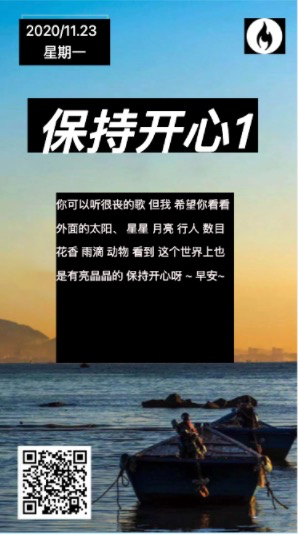 2020/11.23
星期一
保持开心1
你可以听很丧的歌 但我 希望你看看
外面的太阳、 星星 月亮 行人 数目
花香 雨滴 动物 看到 这个世界上也
是有亮晶晶的 保持开心呀 ~ 早安~